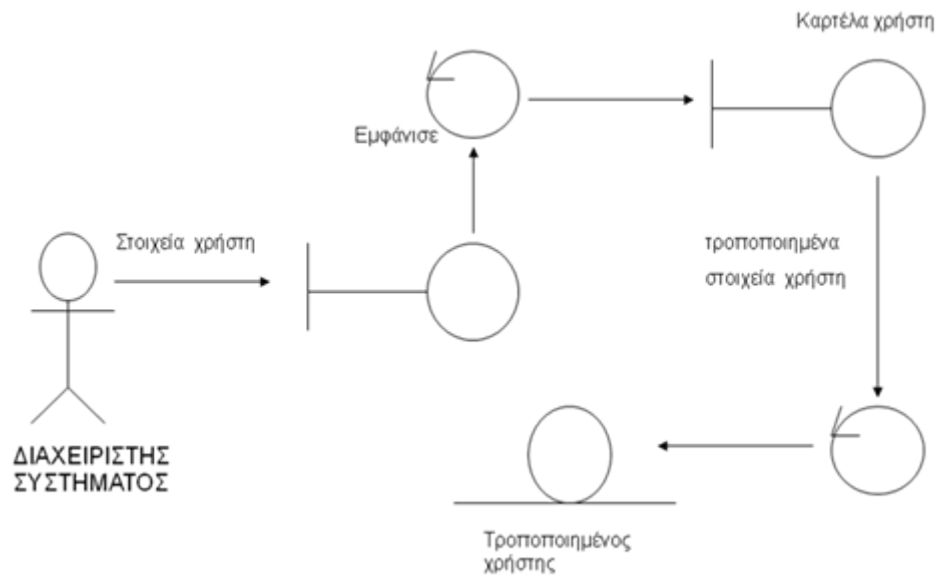 Καρτέλα χρήστη
Εμφάνισε
Στοιχεία χρήστη
τροποποιημένα
στοιχεία χρήστη
ΔΙΑΧΕΙΡΙΣΤΗΣ
ΣΥΣΤΗΜΑΤΟΣ
Τροποποιημένος
χρήστης